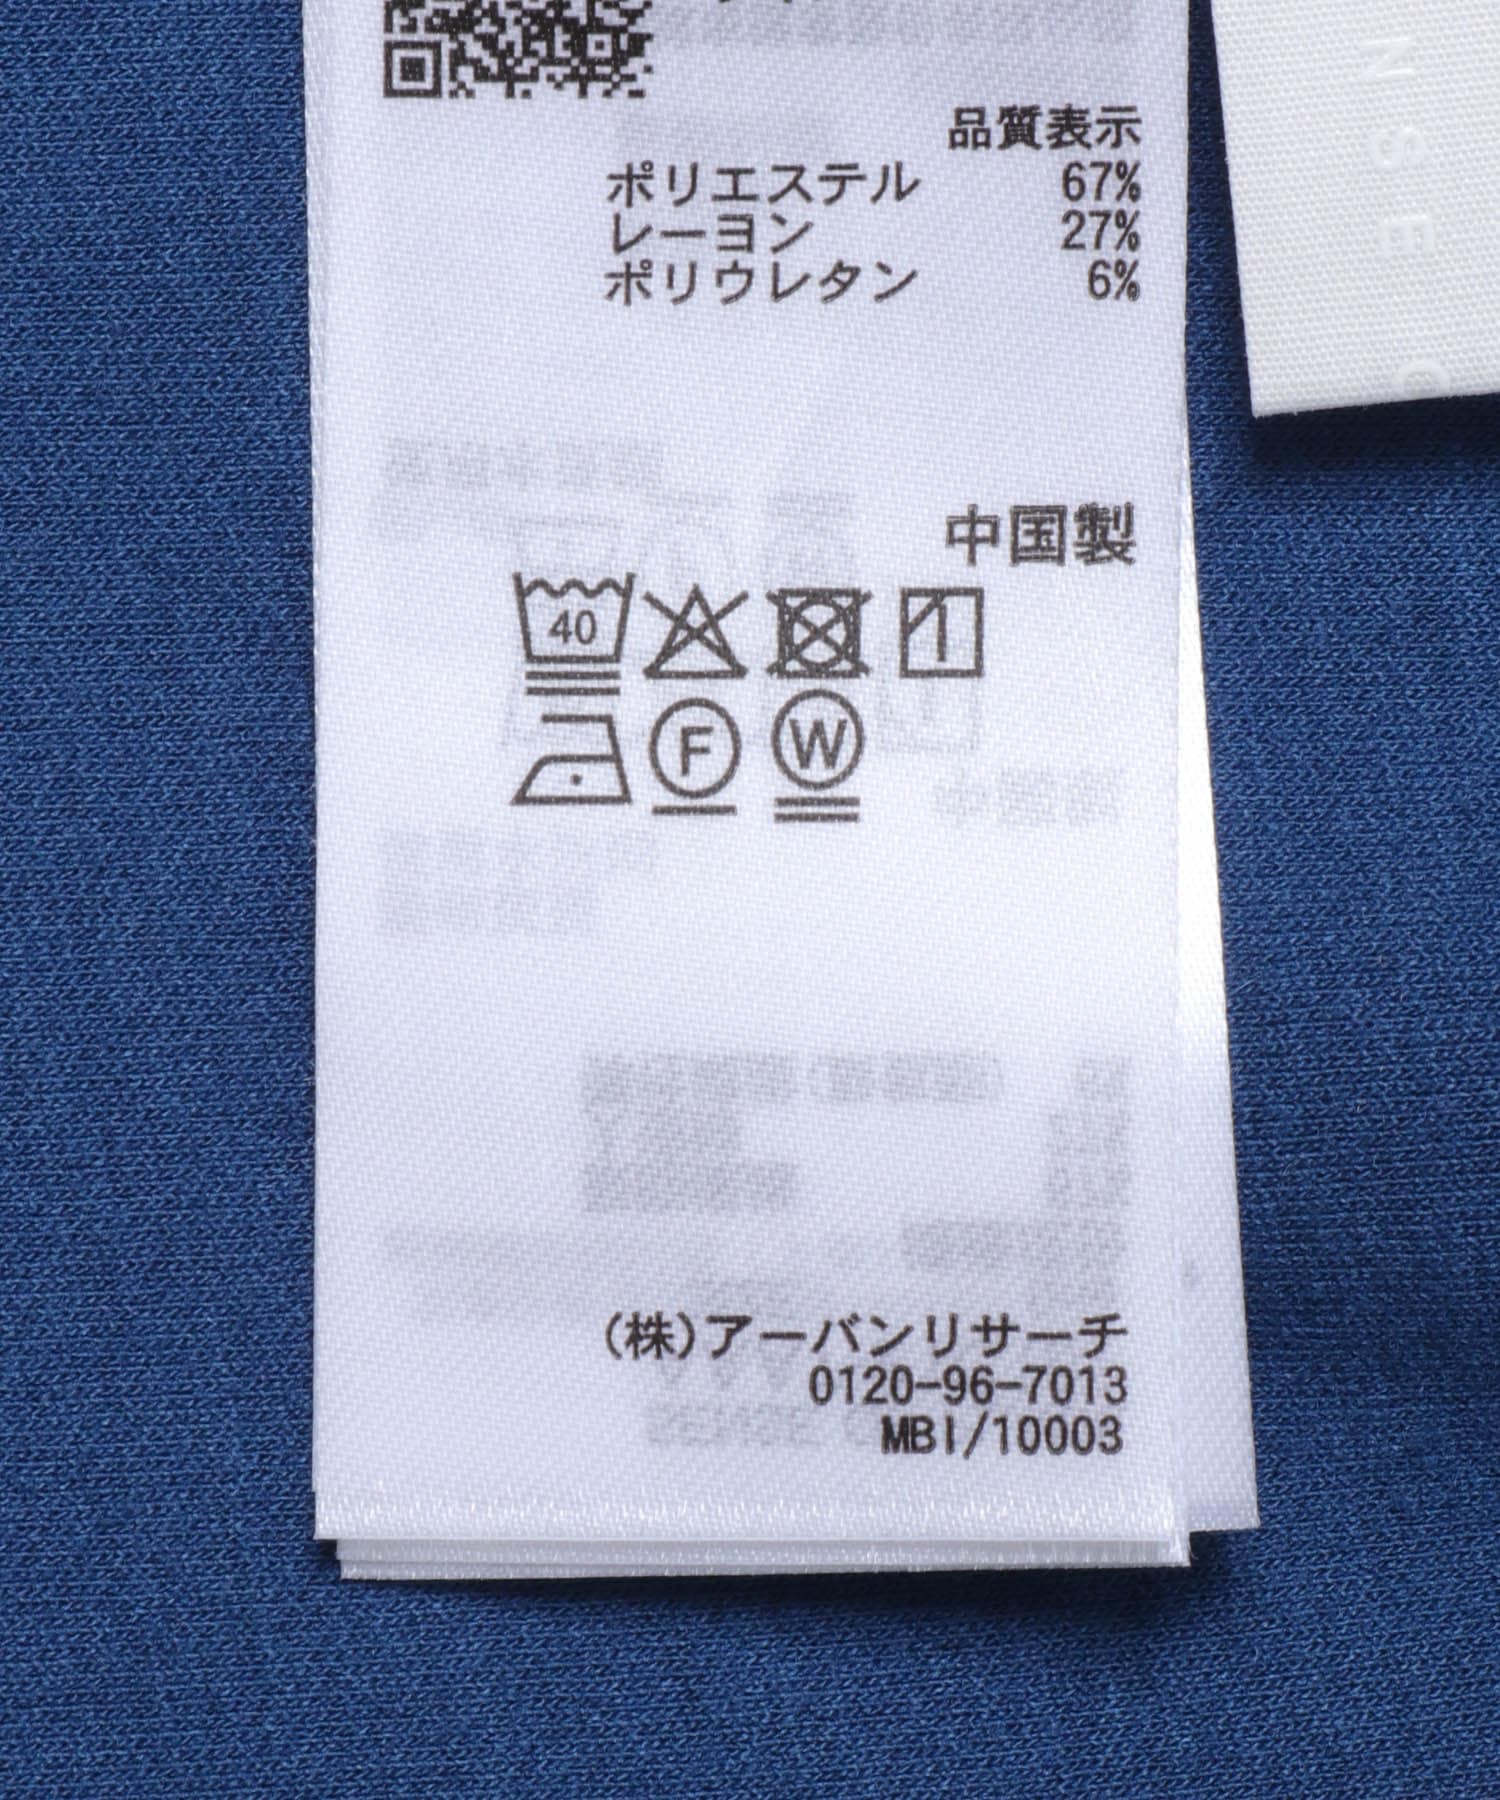 品質表示
ポリエステル 67%
レーヨン 27%
ポリウレタン 6%
中国製
40
F W
(株)アーバンリサーチ
0120-96-7013
MBI/10003
N S E